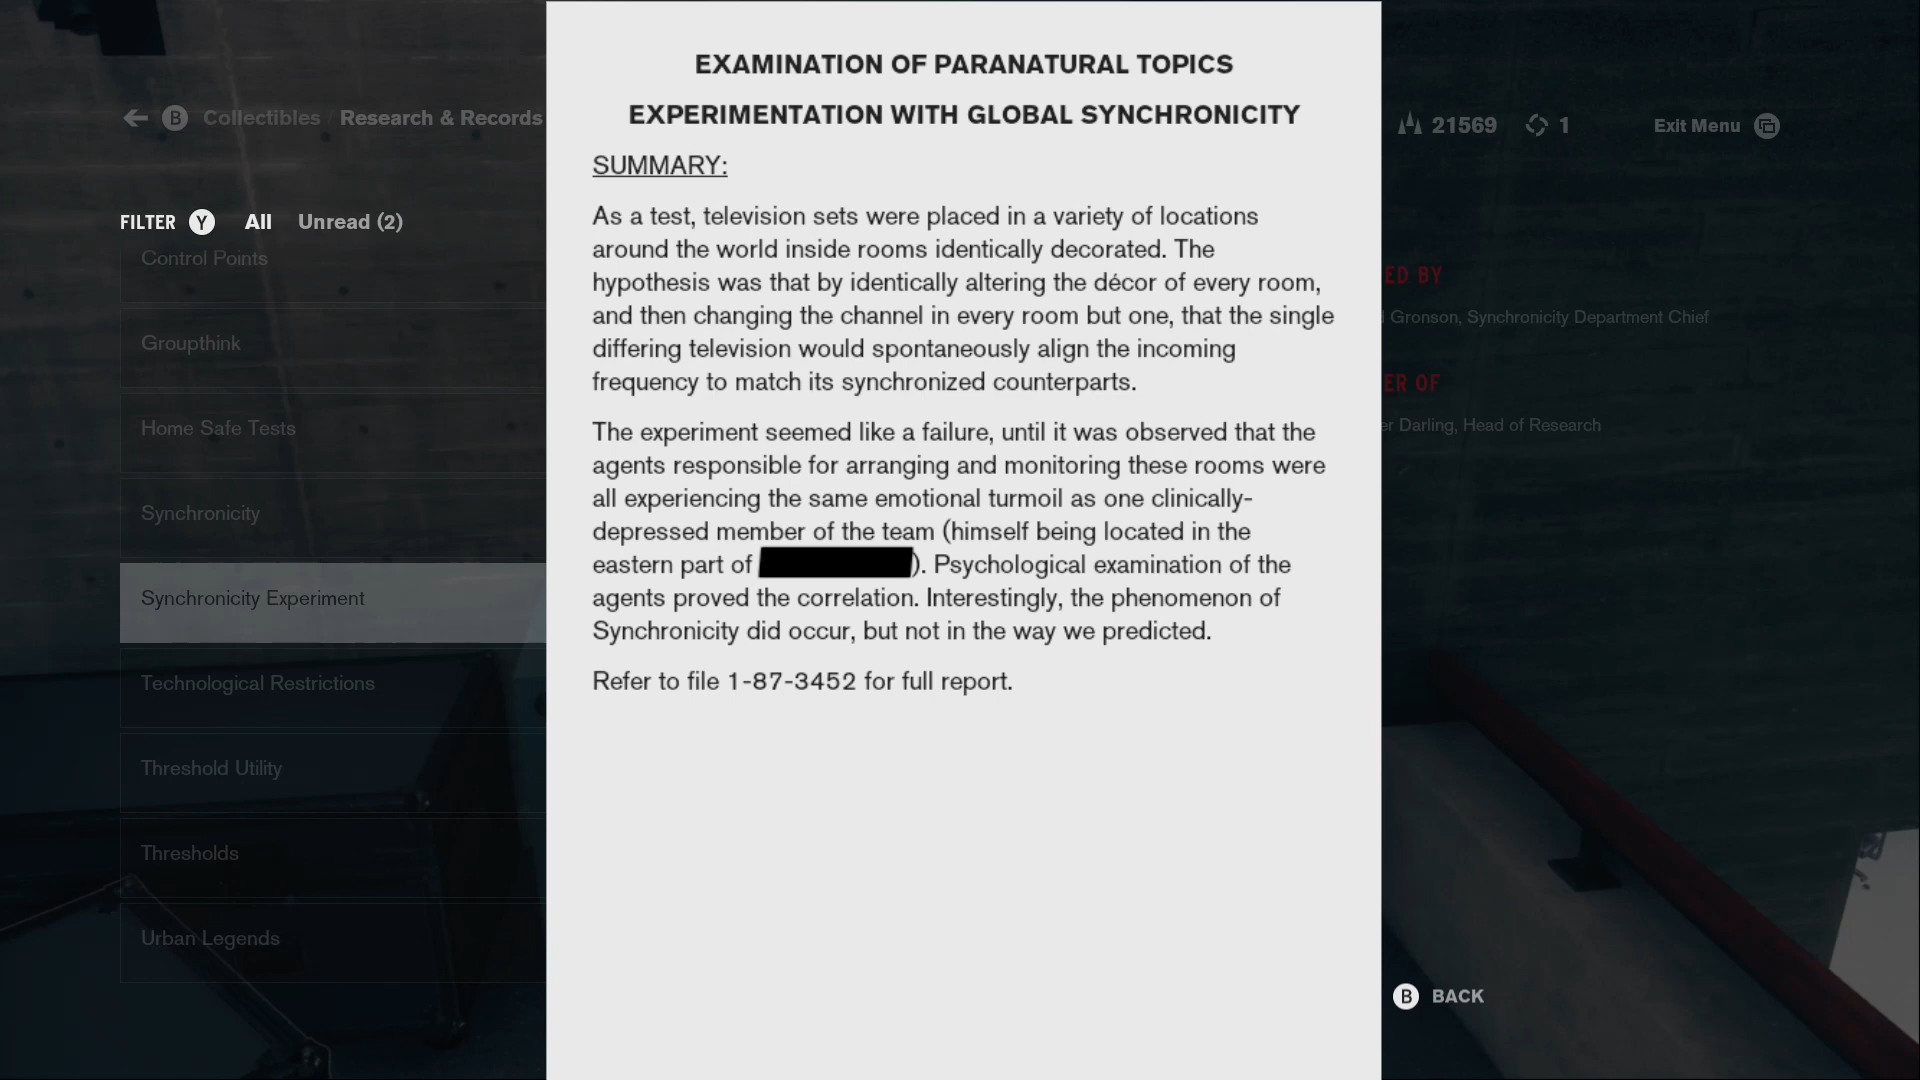 EXAMINATION OF PARANATURAL TOPICS
EXPERIMENTATION WITH GLOBAL SYNCHRONICITY
B Collectibles / Research & Records
21569
1
Exit Menu
SUMMARY:
FILTER Y All Unread (2)
Control Points
Groupthink
Home Safe Tests
Synchronicity
Synchronicity Experiment
Technological Restrictions
Threshold Utility
Thresholds
Urban Legends
As a test, television sets were placed in a variety of locations
around the world inside rooms identically decorated. The
hypothesis was that by identically altering the décor of every room,
and then changing the channel in every room but one, that the single
differing television would spontaneously align the incoming
frequency to match its synchronized counterparts.
The experiment seemed like a failure, until it was observed that the
agents responsible for arranging and monitoring these rooms were
all experiencing the same emotional turmoil as one clinically-
depressed member of the team (himself being located in the
eastern part of ). Psychological examination of the
agents proved the correlation. Interestingly, the phenomenon of
Synchronicity did occur, but not in the way we predicted.
Refer to file 1-87-3452 for full report.
ED BY
Gronson, Synchronicity Department Chief
ER OF
er Darling, Head of Research
B BACK